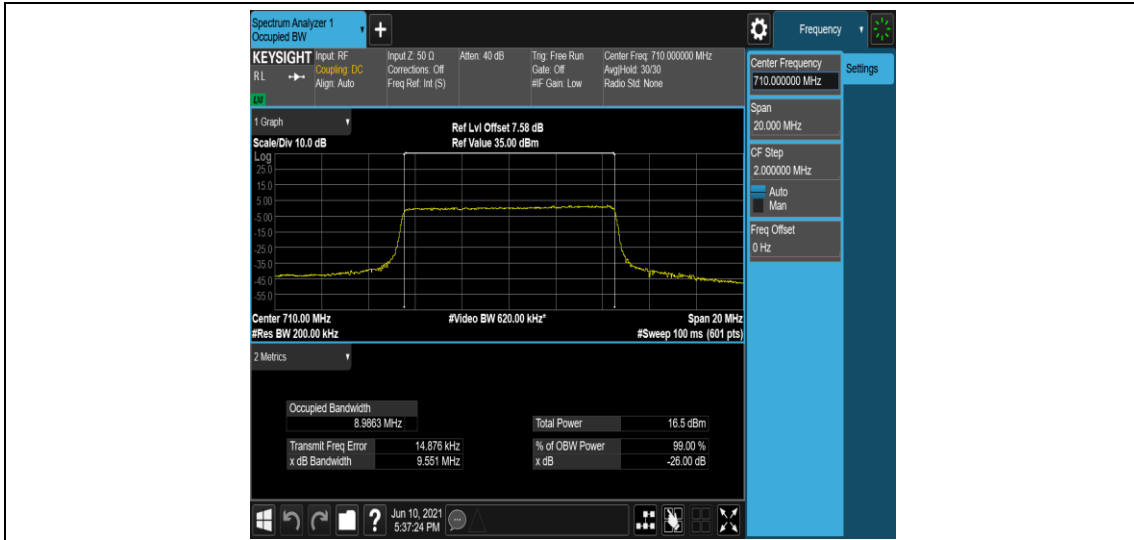 Spectrum Analyzer 1
Occupied BW
+
Frequency
KEYSIGHT
RL
LXI
Input: RF
Coupling: DC
Align: Auto
Input Z: 50 Ω
Corrections: Off
Freq Ref: Int (S)
Atten: 40 dB
Trig: Free Run
Gate: Off
#IF Gain: Low
Center Freq: 710.000000 MHz
Avg|Hold: 30/30
Radio Std: None
Center Frequency
710.000000 MHz
Settings
Span
20.000 MHz
CF Step
2.000000 MHz
Auto
Man
Freq Offset
0 Hz
1 Graph
Ref Lvl Offset 7.58 dB
Scale/Div 10.0 dB
Ref Value 35.00 dBm
Log
25.0
15.0
5.00
-5.00
-15.0
-25.0
-35.0
-45.0
-55.0
Center 710.00 MHz
#Video BW 620.00 kHz*
Span 20 MHz
#Res BW 200.00 kHz
#Sweep 100 ms (601 pts)
2 Metrics
Occupied Bandwidth
8.9863 MHz
Total Power 16.5 dBm
Transmit Freq Error 14.876 kHz
% of OBW Power 99.00 %
x dB Bandwidth 9.551 MHz
x dB -26.00 dB
?
Jun 10, 2021
5:37:24 PM